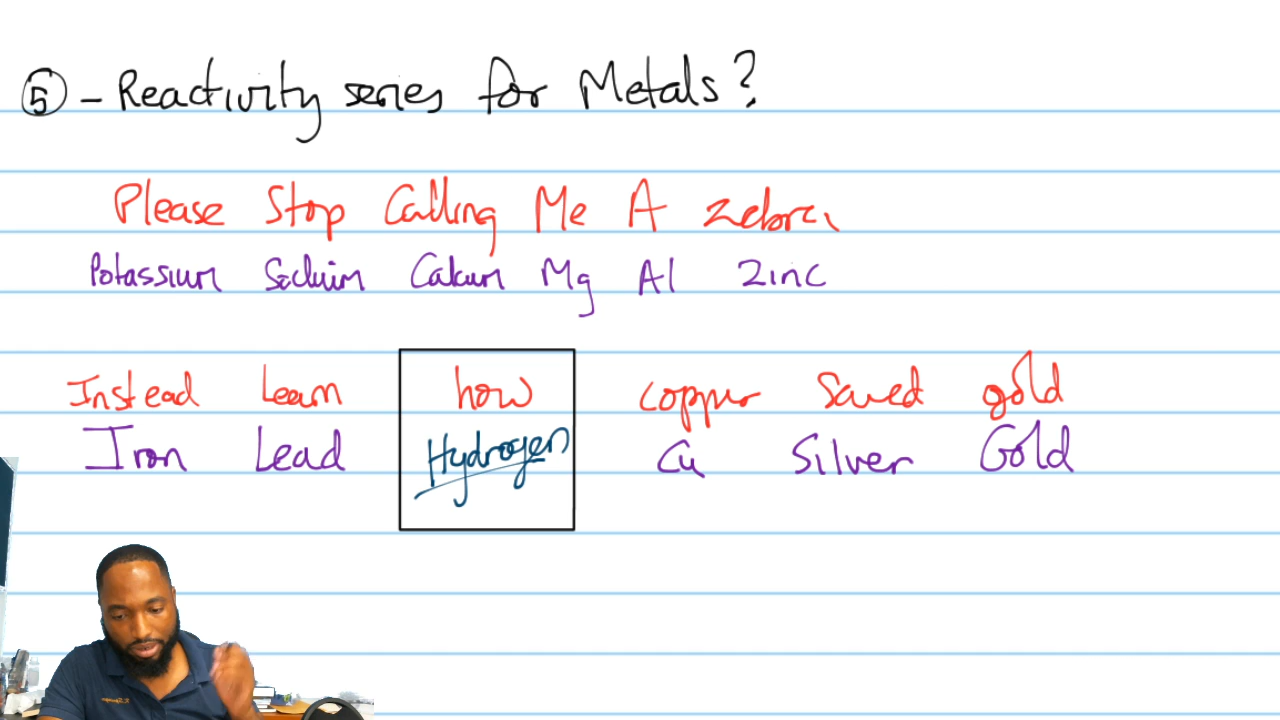 ⑤ - Reactivity series for Metals?
Please Stop Calling Me A Zebra
Potassium Sodium Calcium Mg Al Zinc
Instead Learn how copper Saved gold
Iron Lead Hydrogen Cu Silver Gold